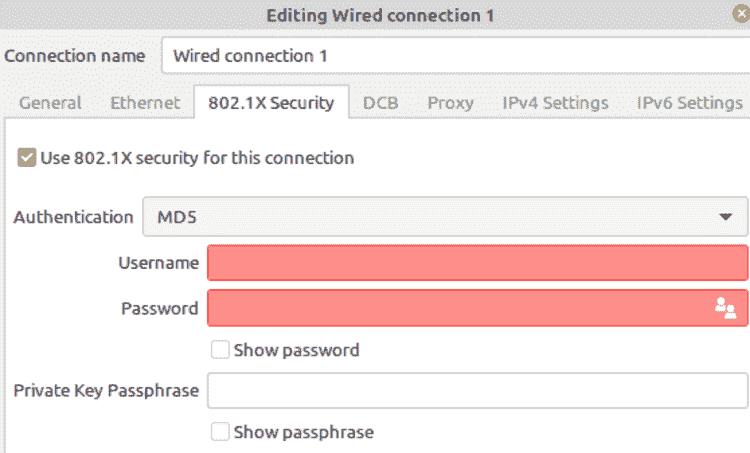 Editing Wired connection 1
Connection name Wired connection 1
General Ethernet 802.1X Security DCB Proxy IPv4 Settings IPv6 Settings
Use 802.1X security for this connection
Authentication MD5
Username
Password
Show password
Private Key Passphrase
Show passphrase